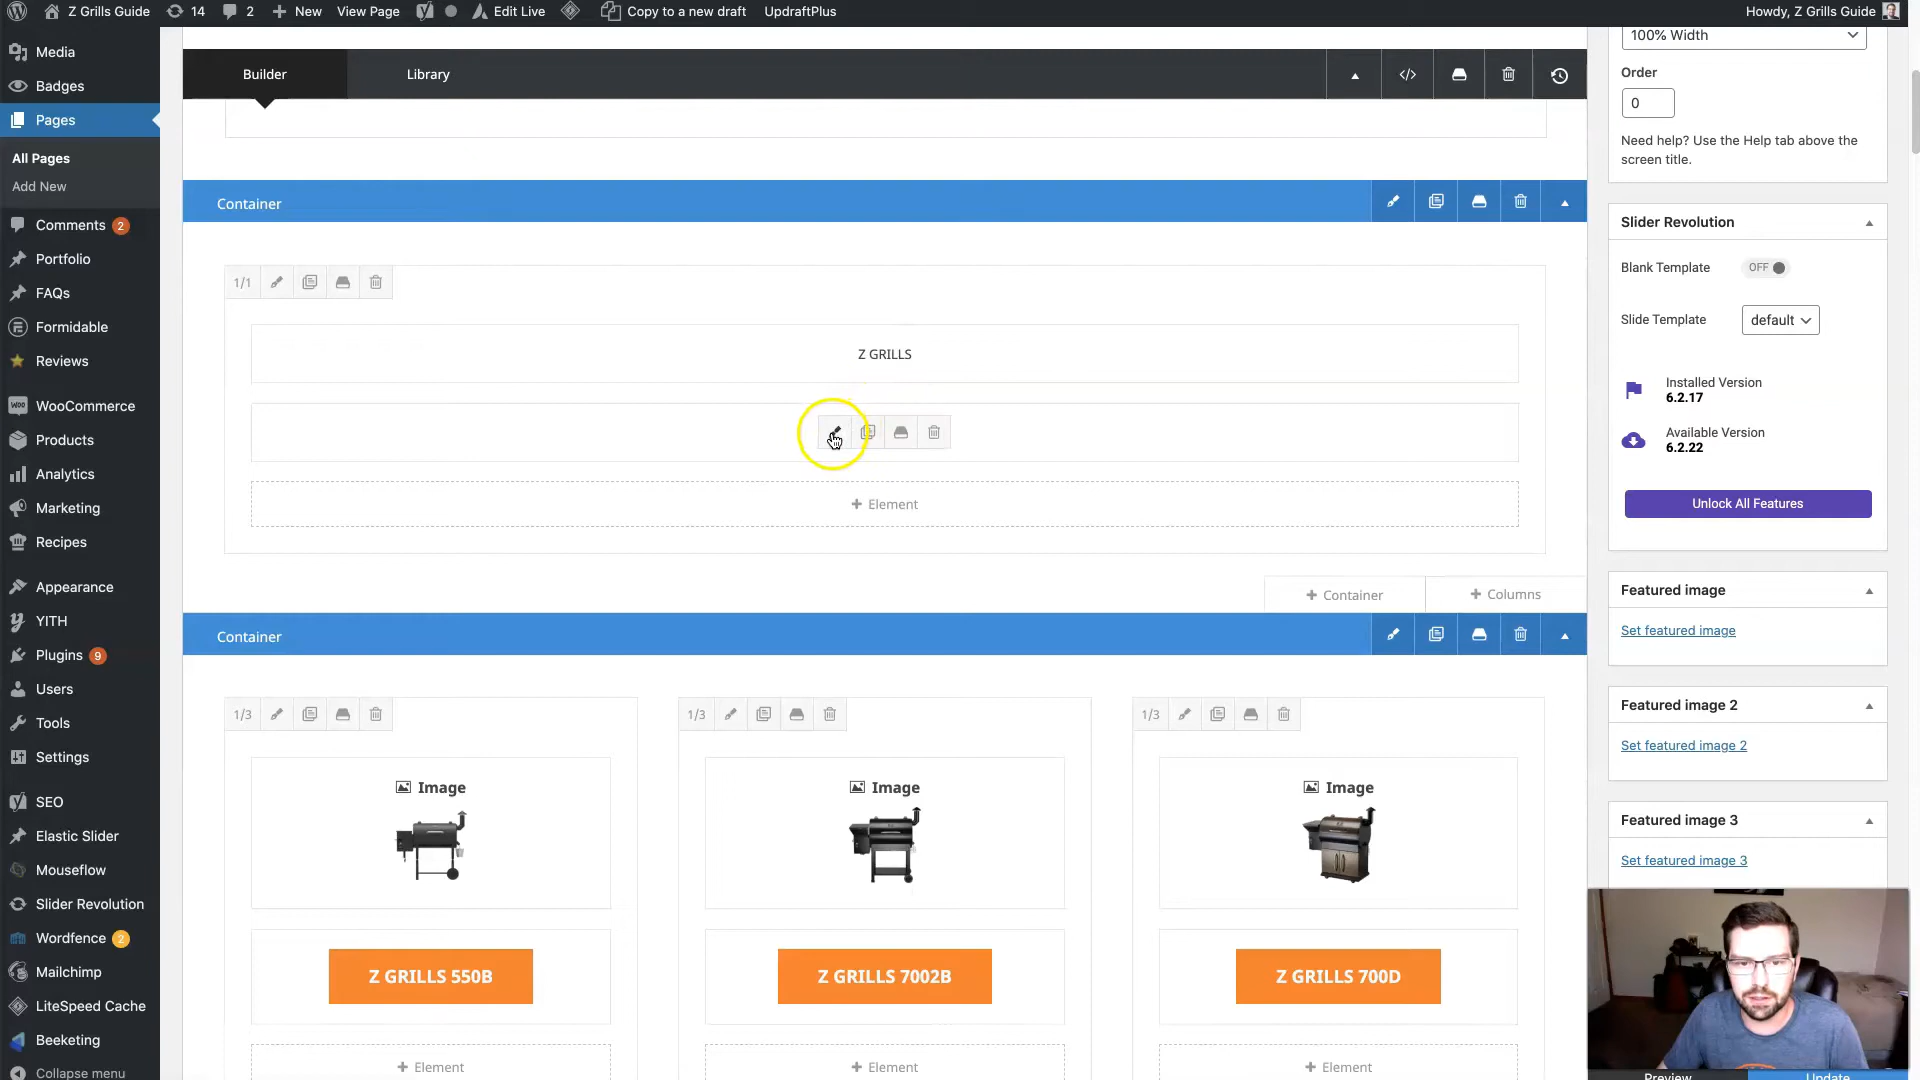 Z Grills Guide
14
2
New
View Page
Edit Live
Copy to a new draft
UpdraftPlus
Howdy, Z Grills Guide
Media
Badges
Pages
All Pages
Add New
Comments 2
Portfolio
FAQs
Formidable
Reviews
WooCommerce
Products
Analytics
Marketing
Recipes
Appearance
YITH
Plugins 9
Users
Tools
Settings
SEO
Elastic Slider
Mouseflow
Slider Revolution
Wordfence 2
Mailchimp
LiteSpeed Cache
Beeketing
Collapse menu
Builder
Library
Container
1/1
Z GRILLS
+ Element
+ Container
+ Columns
Container
1/3
1/3
1/3
Image
Image
Image
Z GRILLS 550B
Z GRILLS 7002B
Z GRILLS 700D
+ Element
+ Element
+ Element
100% Width
Order
0
Need help? Use the Help tab above the
screen title.
Slider Revolution
Blank Template OFF
Slide Template default
Installed Version
6.2.17
Available Version
6.2.22
Unlock All Features
Featured image
Set featured image
Featured image 2
Set featured image 2
Featured image 3
Set featured image 3
Preview
Update